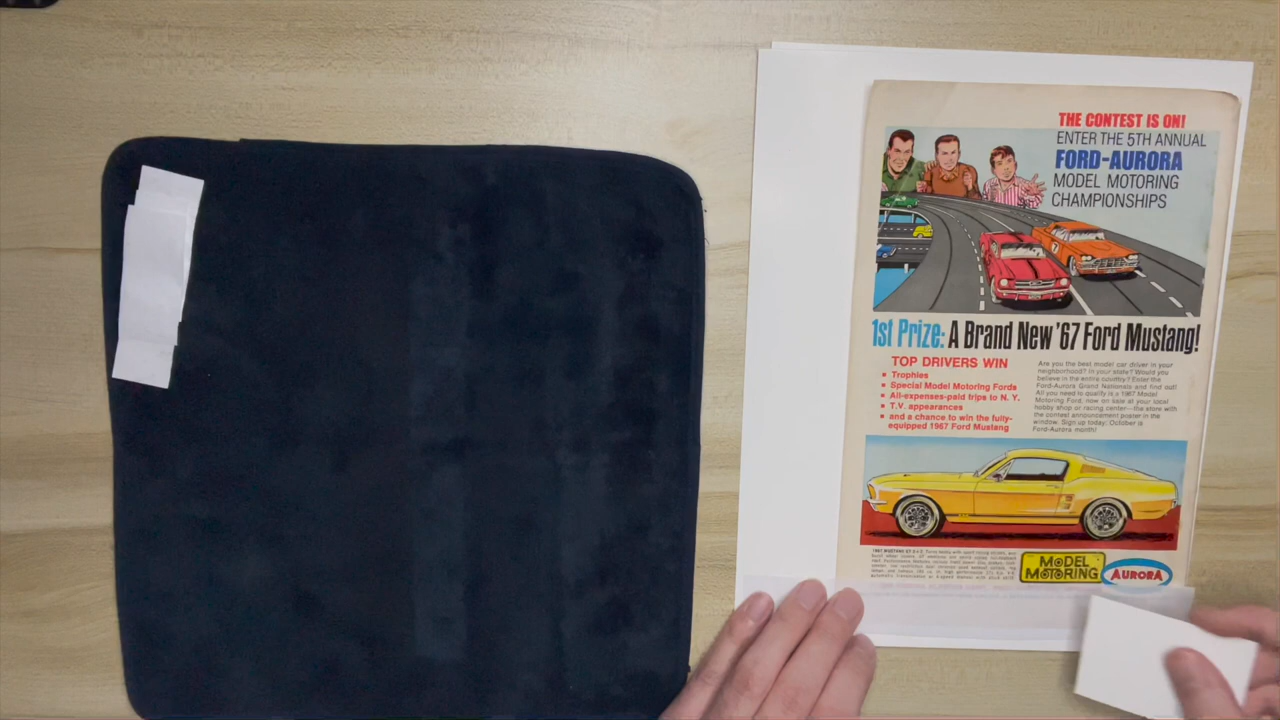 THE CONTEST IS ON!
ENTER THE 5TH ANNUAL
FORD-AURORA
MODEL MOTORING
CHAMPIONSHIPS
7
1st Prize: A Brand New '67 Ford Mustang!
TOP DRIVERS WIN
Trophies
Special Model Motoring Fords
All-expenses-paid trips to N. Y.
T.V. appearances
and a chance to win the fully-
equipped 1967 Ford Mustang
Are you the best model car driver in your
neighborhood? In your state? Would you
believe in the entire country? Enter the
Ford-Aurora Grand Nationals and find out!
All you need to qualify is a 1967 Model
Motoring Ford, now on sale at your local
hobby shop or racing center—the store with
the contest announcement poster in the
window. Sign up today: October is
Ford-Aurora month!
1967 MUSTANG GT 2+2:
MODEL
MOTORING
AURORA